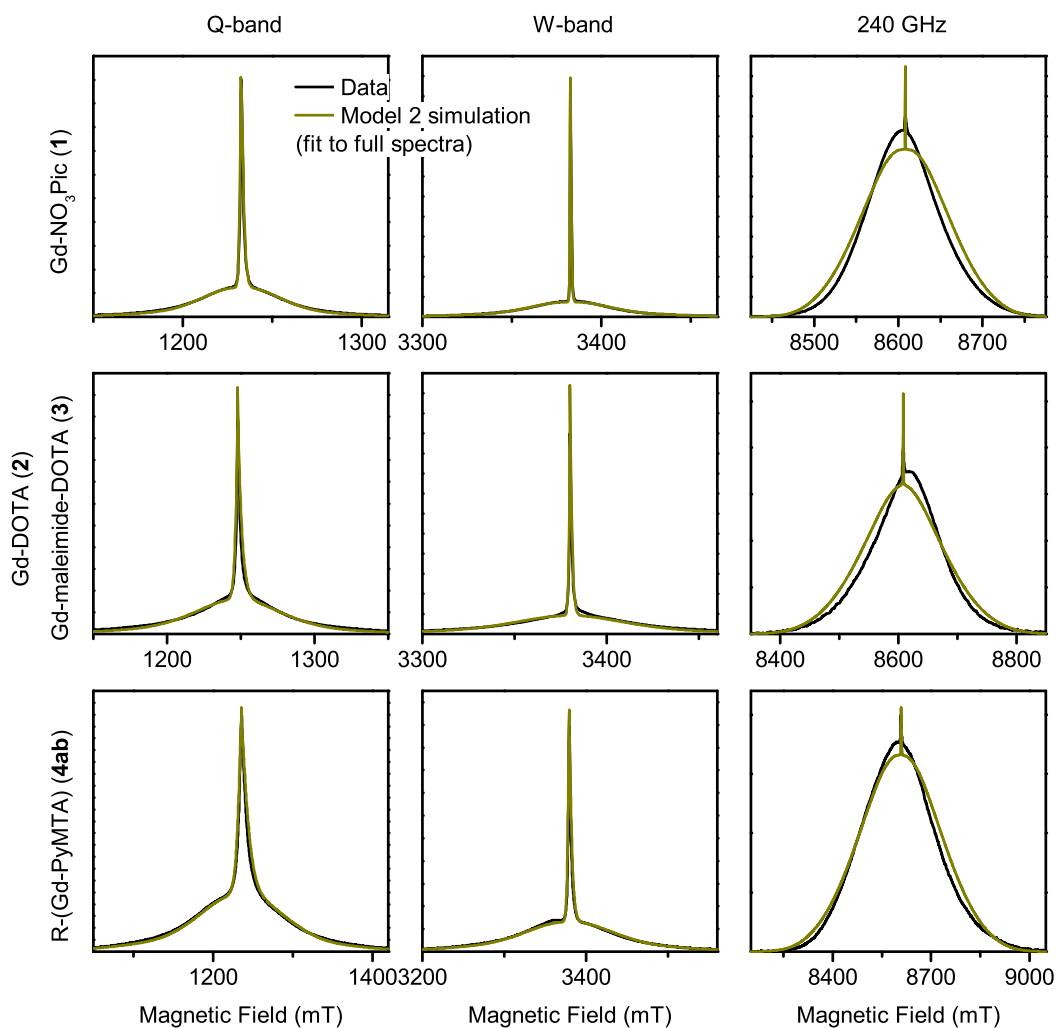 Q-band W-band 240 GHz
Data
Model 2 simulation
(fit to full spectra)
Gd-NO3Pic (1)
1200 1300 3300 3400 8500 8600 8700
Gd-DOTA (2)
Gd-maleimide-DOTA (3)
1200 1300 3300 3400 8400 8600 8800
R-(Gd-PyMTA) (4ab)
1200 1400 3200 3400 8400 8700 9000
Magnetic Field (mT) Magnetic Field (mT) Magnetic Field (mT)